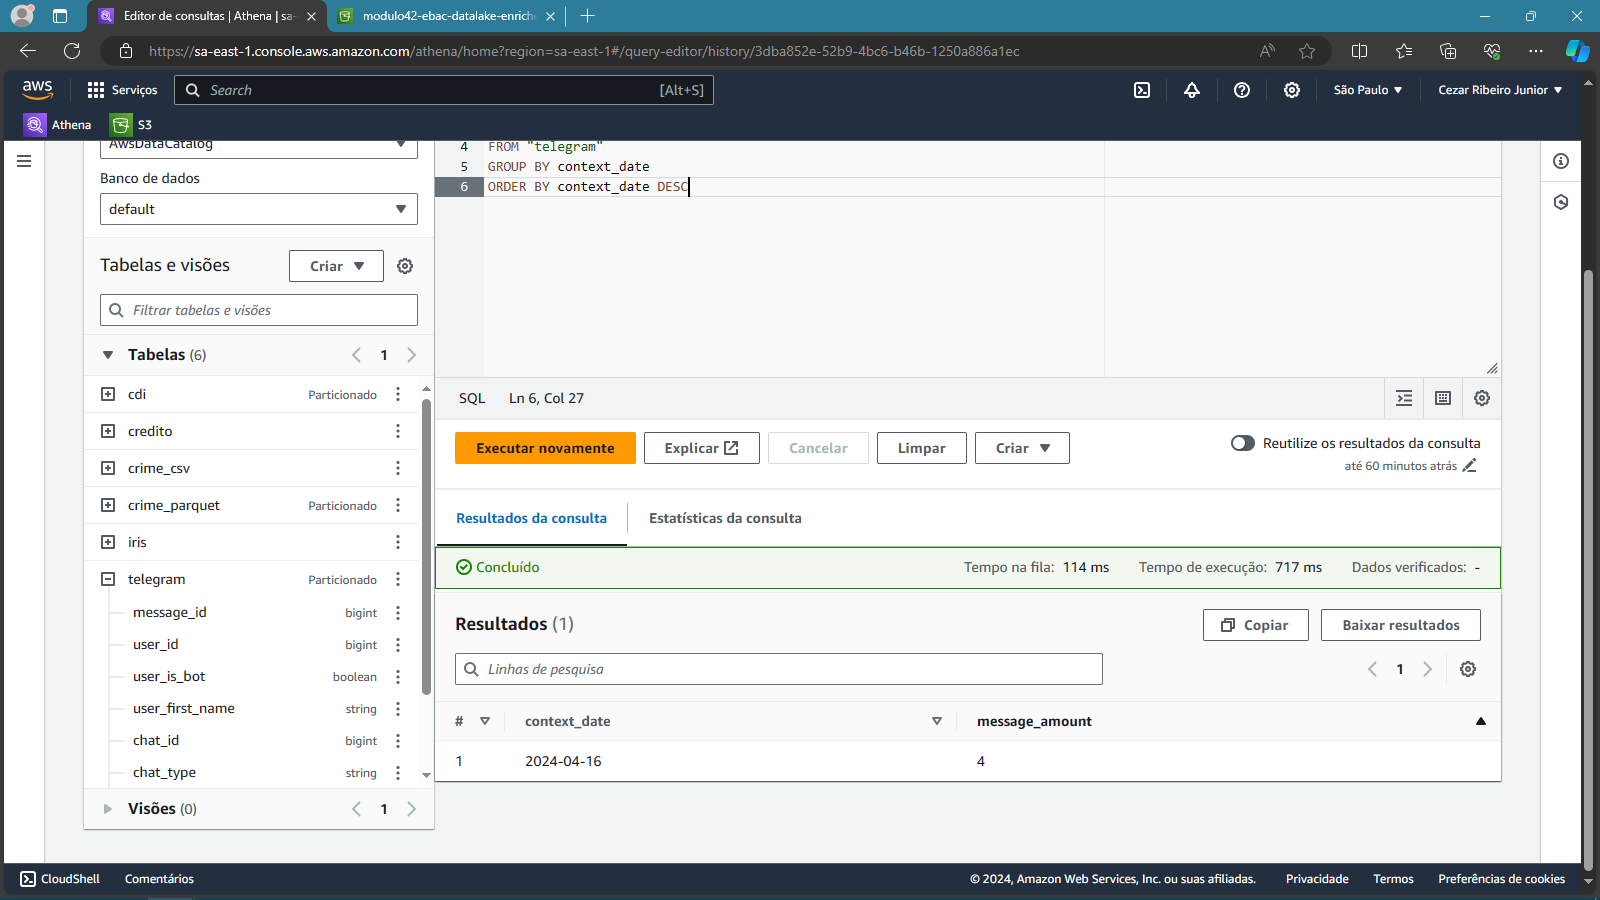 Editor de consultas | Athena | sa-
modulo42-ebac-datalake-enriche
https://sa-east-1.console.aws.amazon.com/athena/home?region=sa-east-1#/query-editor/history/3dba852e-52b9-4bc6-b46b-1250a886a1ec
aws
Serviços
Search
[Alt+S]
São Paulo
Cezar Ribeiro Junior
Athena
S3
AwsDataCatalog
Banco de dados
default
Tabelas e visões
Criar
Filtrar tabelas e visões
Tabelas (6)
1
cdi Particionado
credito
crime_csv
crime_parquet Particionado
iris
telegram Particionado
message_id bigint
user_id bigint
user_is_bot boolean
user_first_name string
chat_id bigint
chat_type string
Visões (0)
1
4 FROM "telegram"
5 GROUP BY context_date
6 ORDER BY context_date DESC
SQL Ln 6, Col 27
Executar novamente
Explicar
Cancelar
Limpar
Criar
Reutilize os resultados da consulta
até 60 minutos atrás
Resultados da consulta
Estatísticas da consulta
Concluído
Tempo na fila: 114 ms
Tempo de execução: 717 ms
Dados verificados: -
Resultados (1)
Copiar
Baixar resultados
Linhas de pesquisa
1
# context_date message_amount
1 2024-04-16 4
CloudShell
Comentários
© 2024, Amazon Web Services, Inc. ou suas afiliadas.
Privacidade
Termos
Preferências de cookies